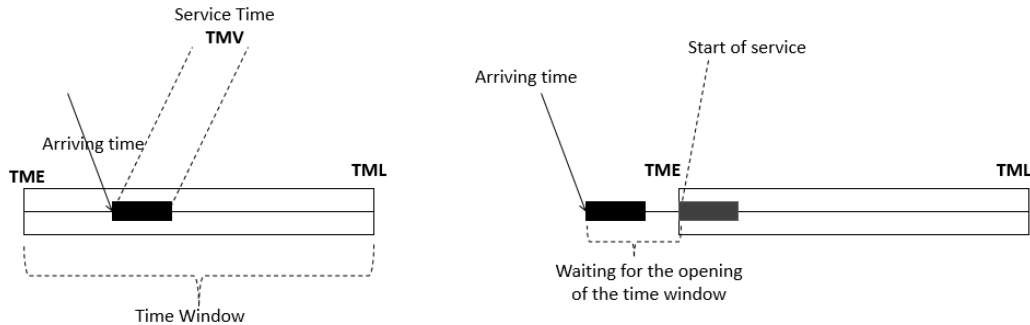 Service Time
TMV
Arriving time
TME
TML
Time Window
Start of service
Arriving time
TME
TML
Waiting for the opening
of the time window